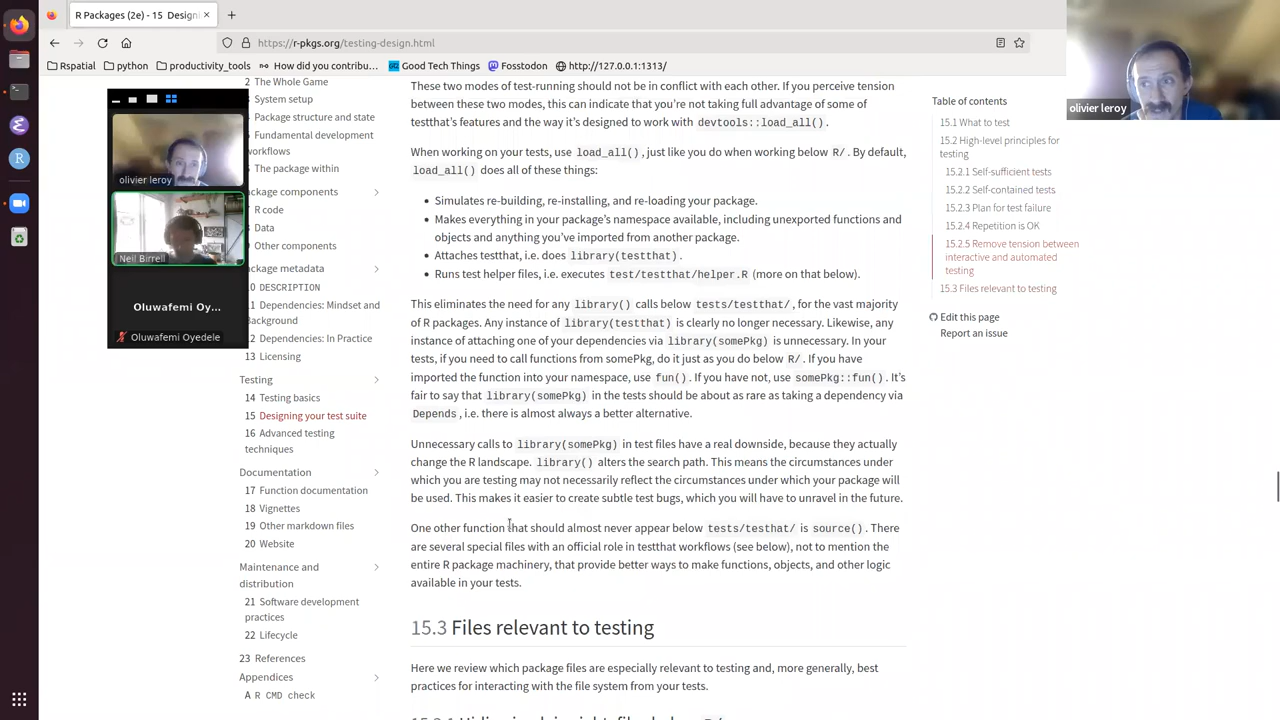 R Packages (2e) - 15 Design
https://r-pkgs.org/testing-design.html
Rspatial
python
productivity_tools
How did you contribu…
Good Tech Things
Fosstodon
http://127.0.0.1:1313/
olivier leroy
olivier leroy
Neil Birrell
Oluwafemi Oy...
Oluwafemi Oyedele
2 The Whole Game
System setup
Package structure and state
Fundamental development
workflows
The package within
ackage components
R code
Data
Other components
ackage metadata
10 DESCRIPTION
11 Dependencies: Mindset and
Background
12 Dependencies: In Practice
13 Licensing
Testing
14 Testing basics
15 Designing your test suite
16 Advanced testing
techniques
Documentation
17 Function documentation
18 Vignettes
19 Other markdown files
20 Website
Maintenance and
distribution
21 Software development
practices
22 Lifecycle
23 References
Appendices
A R CMD check
These two modes of test-running should not be in conflict with each other. If you perceive tension
between these two modes, this can indicate that you’re not taking full advantage of some of
testthat’s features and the way it’s designed to work with devtools::load_all().
When working on your tests, use load_all(), just like you do when working below R/. By default,
load_all() does all of these things:
• Simulates re-building, re-installing, and re-loading your package.
• Makes everything in your package’s namespace available, including unexported functions and
objects and anything you’ve imported from another package.
• Attaches testthat, i.e. does library(testthat).
• Runs test helper files, i.e. executes test/testthat/helper.R (more on that below).
This eliminates the need for any library() calls below tests/testthat/, for the vast majority
of R packages. Any instance of library(testthat) is clearly no longer necessary. Likewise, any
instance of attaching one of your dependencies via library(somePkg) is unnecessary. In your
tests, if you need to call functions from somePkg, do it just as you do below R/. If you have
imported the function into your namespace, use fun(). If you have not, use somePkg::fun(). It’s
fair to say that library(somePkg) in the tests should be about as rare as taking a dependency via
Depends, i.e. there is almost always a better alternative.
Unnecessary calls to library(somePkg) in test files have a real downside, because they actually
change the R landscape. library() alters the search path. This means the circumstances under
which you are testing may not necessarily reflect the circumstances under which your package will
be used. This makes it easier to create subtle test bugs, which you will have to unravel in the future.
One other function that should almost never appear below tests/testhat/ is source(). There
are several special files with an official role in testthat workflows (see below), not to mention the
entire R package machinery, that provide better ways to make functions, objects, and other logic
available in your tests.
15.3 Files relevant to testing
Here we review which package files are especially relevant to testing and, more generally, best
practices for interacting with the file system from your tests.
Table of contents
15.1 What to test
15.2 High-level principles for
testing
15.2.1 Self-sufficient tests
15.2.2 Self-contained tests
15.2.3 Plan for test failure
15.2.4 Repetition is OK
15.2.5 Remove tension between
interactive and automated
testing
15.3 Files relevant to testing
Edit this page
Report an issue